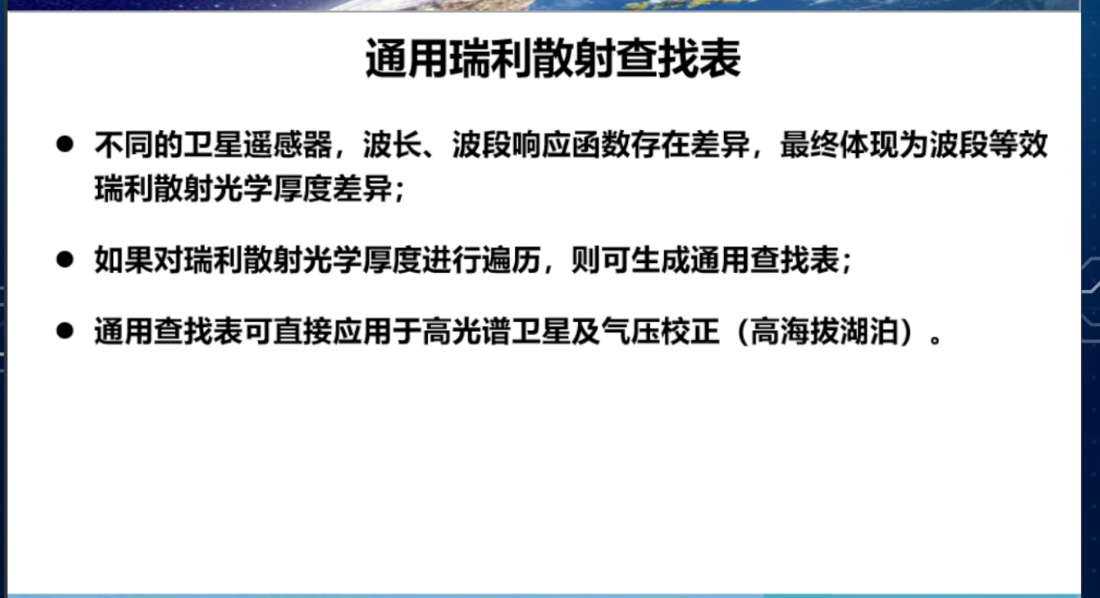 通用瑞利散射查找表
● 不同的卫星遥感器，波长、波段响应函数存在差异，最终体现为波段等效
瑞利散射光学厚度差异；
● 如果对瑞利散射光学厚度进行遍历，则可生成通用查找表；
● 通用查找表可直接应用于高光谱卫星及气压校正（高海拔湖泊）。